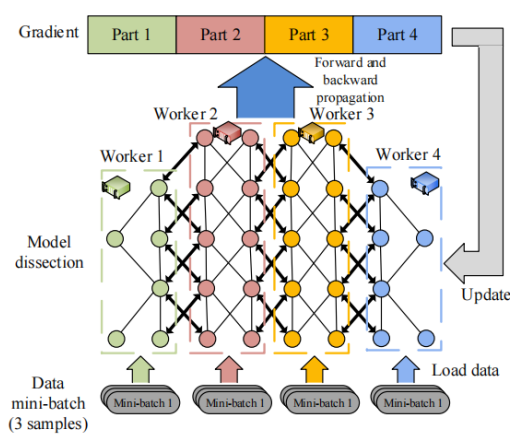 Gradient
Part 1
Part 2
Part 3
Part 4
Forward and
backward
propagation
Worker 2
Worker 3
Worker 1
Worker 4
Model
dissection
Update
Load data
Data
mini-batch
(3 samples)
Mini-batch 1
Mini-batch 1
Mini-batch 1
Mini-batch 1